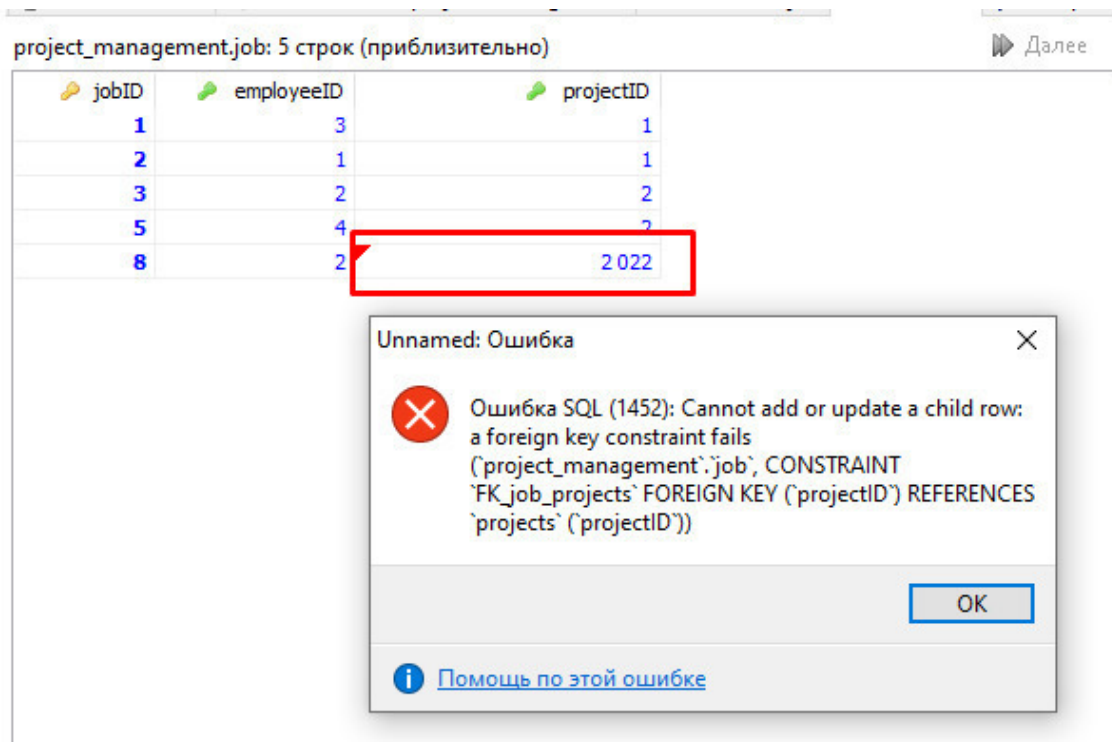 project_management.job: 5 строк (приблизительно)
Далее
jobID employeeID projectID
1 3 1
2 1 1
3 2 2
5 4 2
8 2 2 022
Unnamed: Ошибка
Ошибка SQL (1452): Cannot add or update a child row:
a foreign key constraint fails
(`project_management`.`job`, CONSTRAINT
`FK_job_projects` FOREIGN KEY (`projectID`) REFERENCES
`projects` (`projectID`))
OK
Помощь по этой ошибке